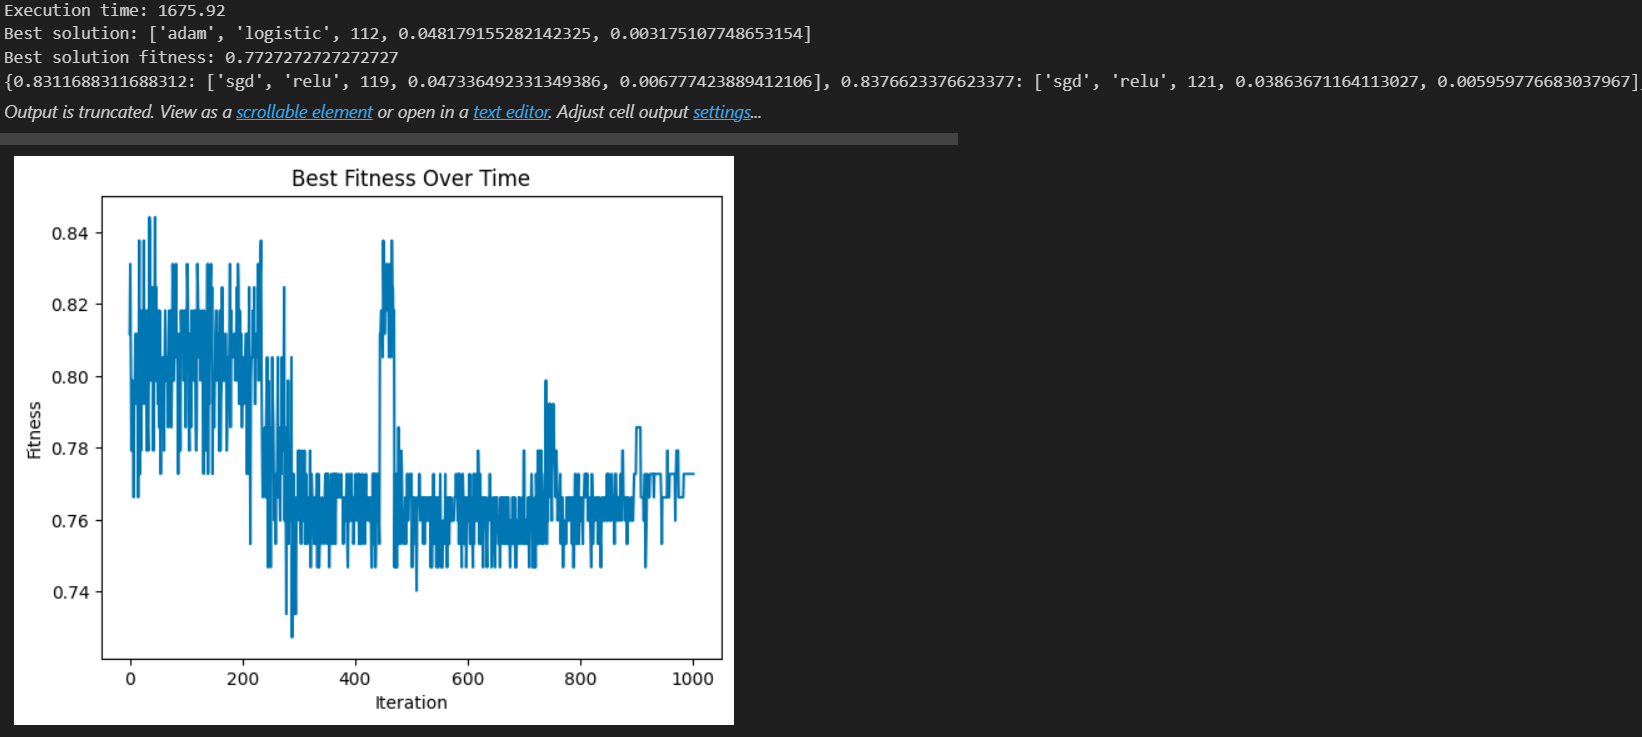 Execution time: 1675.92
Best solution: ['adam', 'logistic', 112, 0.048179155282142325, 0.003175107748653154]
Best solution fitness: 0.7727272727272727
{0.8311688311688312: ['sgd', 'relu', 119, 0.047336492331349386, 0.006777423889412106], 0.8376623376623377: ['sgd', 'relu', 121, 0.03863671164113027, 0.005959776683037967],
Output is truncated. View as a scrollable element or open in a text editor. Adjust cell output settings...
Best Fitness Over Time
0.84
0.82
0.80
0.78
0.76
0.74
Fitness
0 200 400 600 800 1000
Iteration